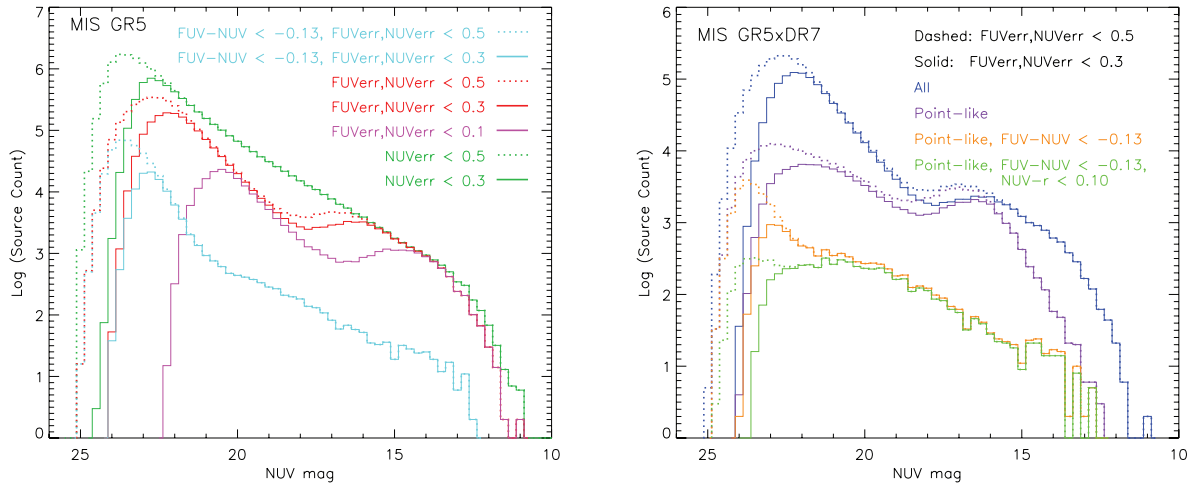 MIS GR5
FUV-NUV < -0.13, FUVerr,NUVerr < 0.5
FUV-NUV < -0.13, FUVerr,NUVerr < 0.3
FUVerr,NUVerr < 0.5
FUVerr,NUVerr < 0.3
FUVerr,NUVerr < 0.1
NUVerr < 0.5
NUVerr < 0.3
Log (Source Count)
7
6
5
4
3
2
1
0
25
20
15
10
NUV mag
MIS GR5xDR7
Dashed: FUVerr,NUVerr < 0.5
Solid: FUVerr,NUVerr < 0.3
All
Point-like
Point-like, FUV-NUV < -0.13
Point-like, FUV-NUV < -0.13,
NUV-r < 0.10
Log (Source Count)
6
5
4
3
2
1
0
25
20
15
10
NUV mag